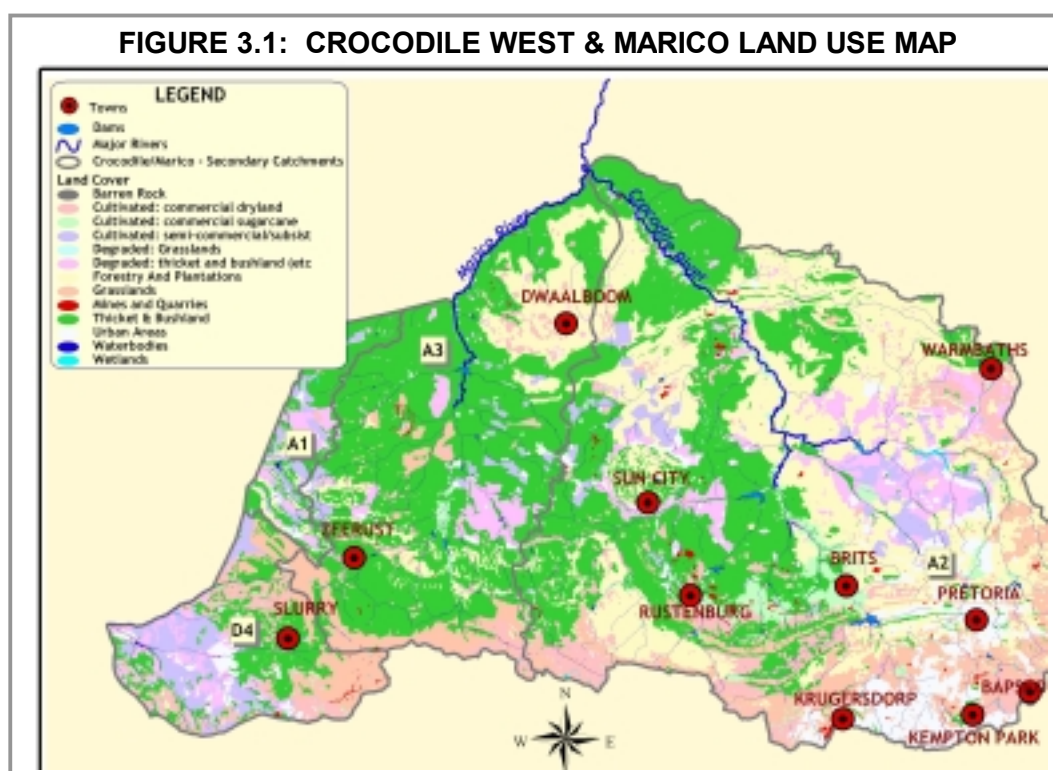 FIGURE 3.1: CROCODILE WEST & MARICO LAND USE MAP
LEGEND
Towns
Dams
Major Rivers
Crocodile/Marico - Secondary Catchments
Land Cover
Barren Rock
Cultivated: commercial dryland
Cultivated: commercial sugarcane
Cultivated: semi-commercial/subsist
Degraded: Grasslands
Degraded: thicket and bushland (etc
Forestry And Plantations
Grasslands
Mines and Quarries
Thicket & Bushland
Urban Areas
Waterbodies
Wetlands
Marico River
Crocodile River
DWAALBOOM
A3
WARMBATHS
A1
SUN CITY
ZEERUST
BRITS
A2
SLURRY
RUSTENBURG
PRETORIA
D4
KRUGERSDORP
KEMPTON PARK
N
W
E